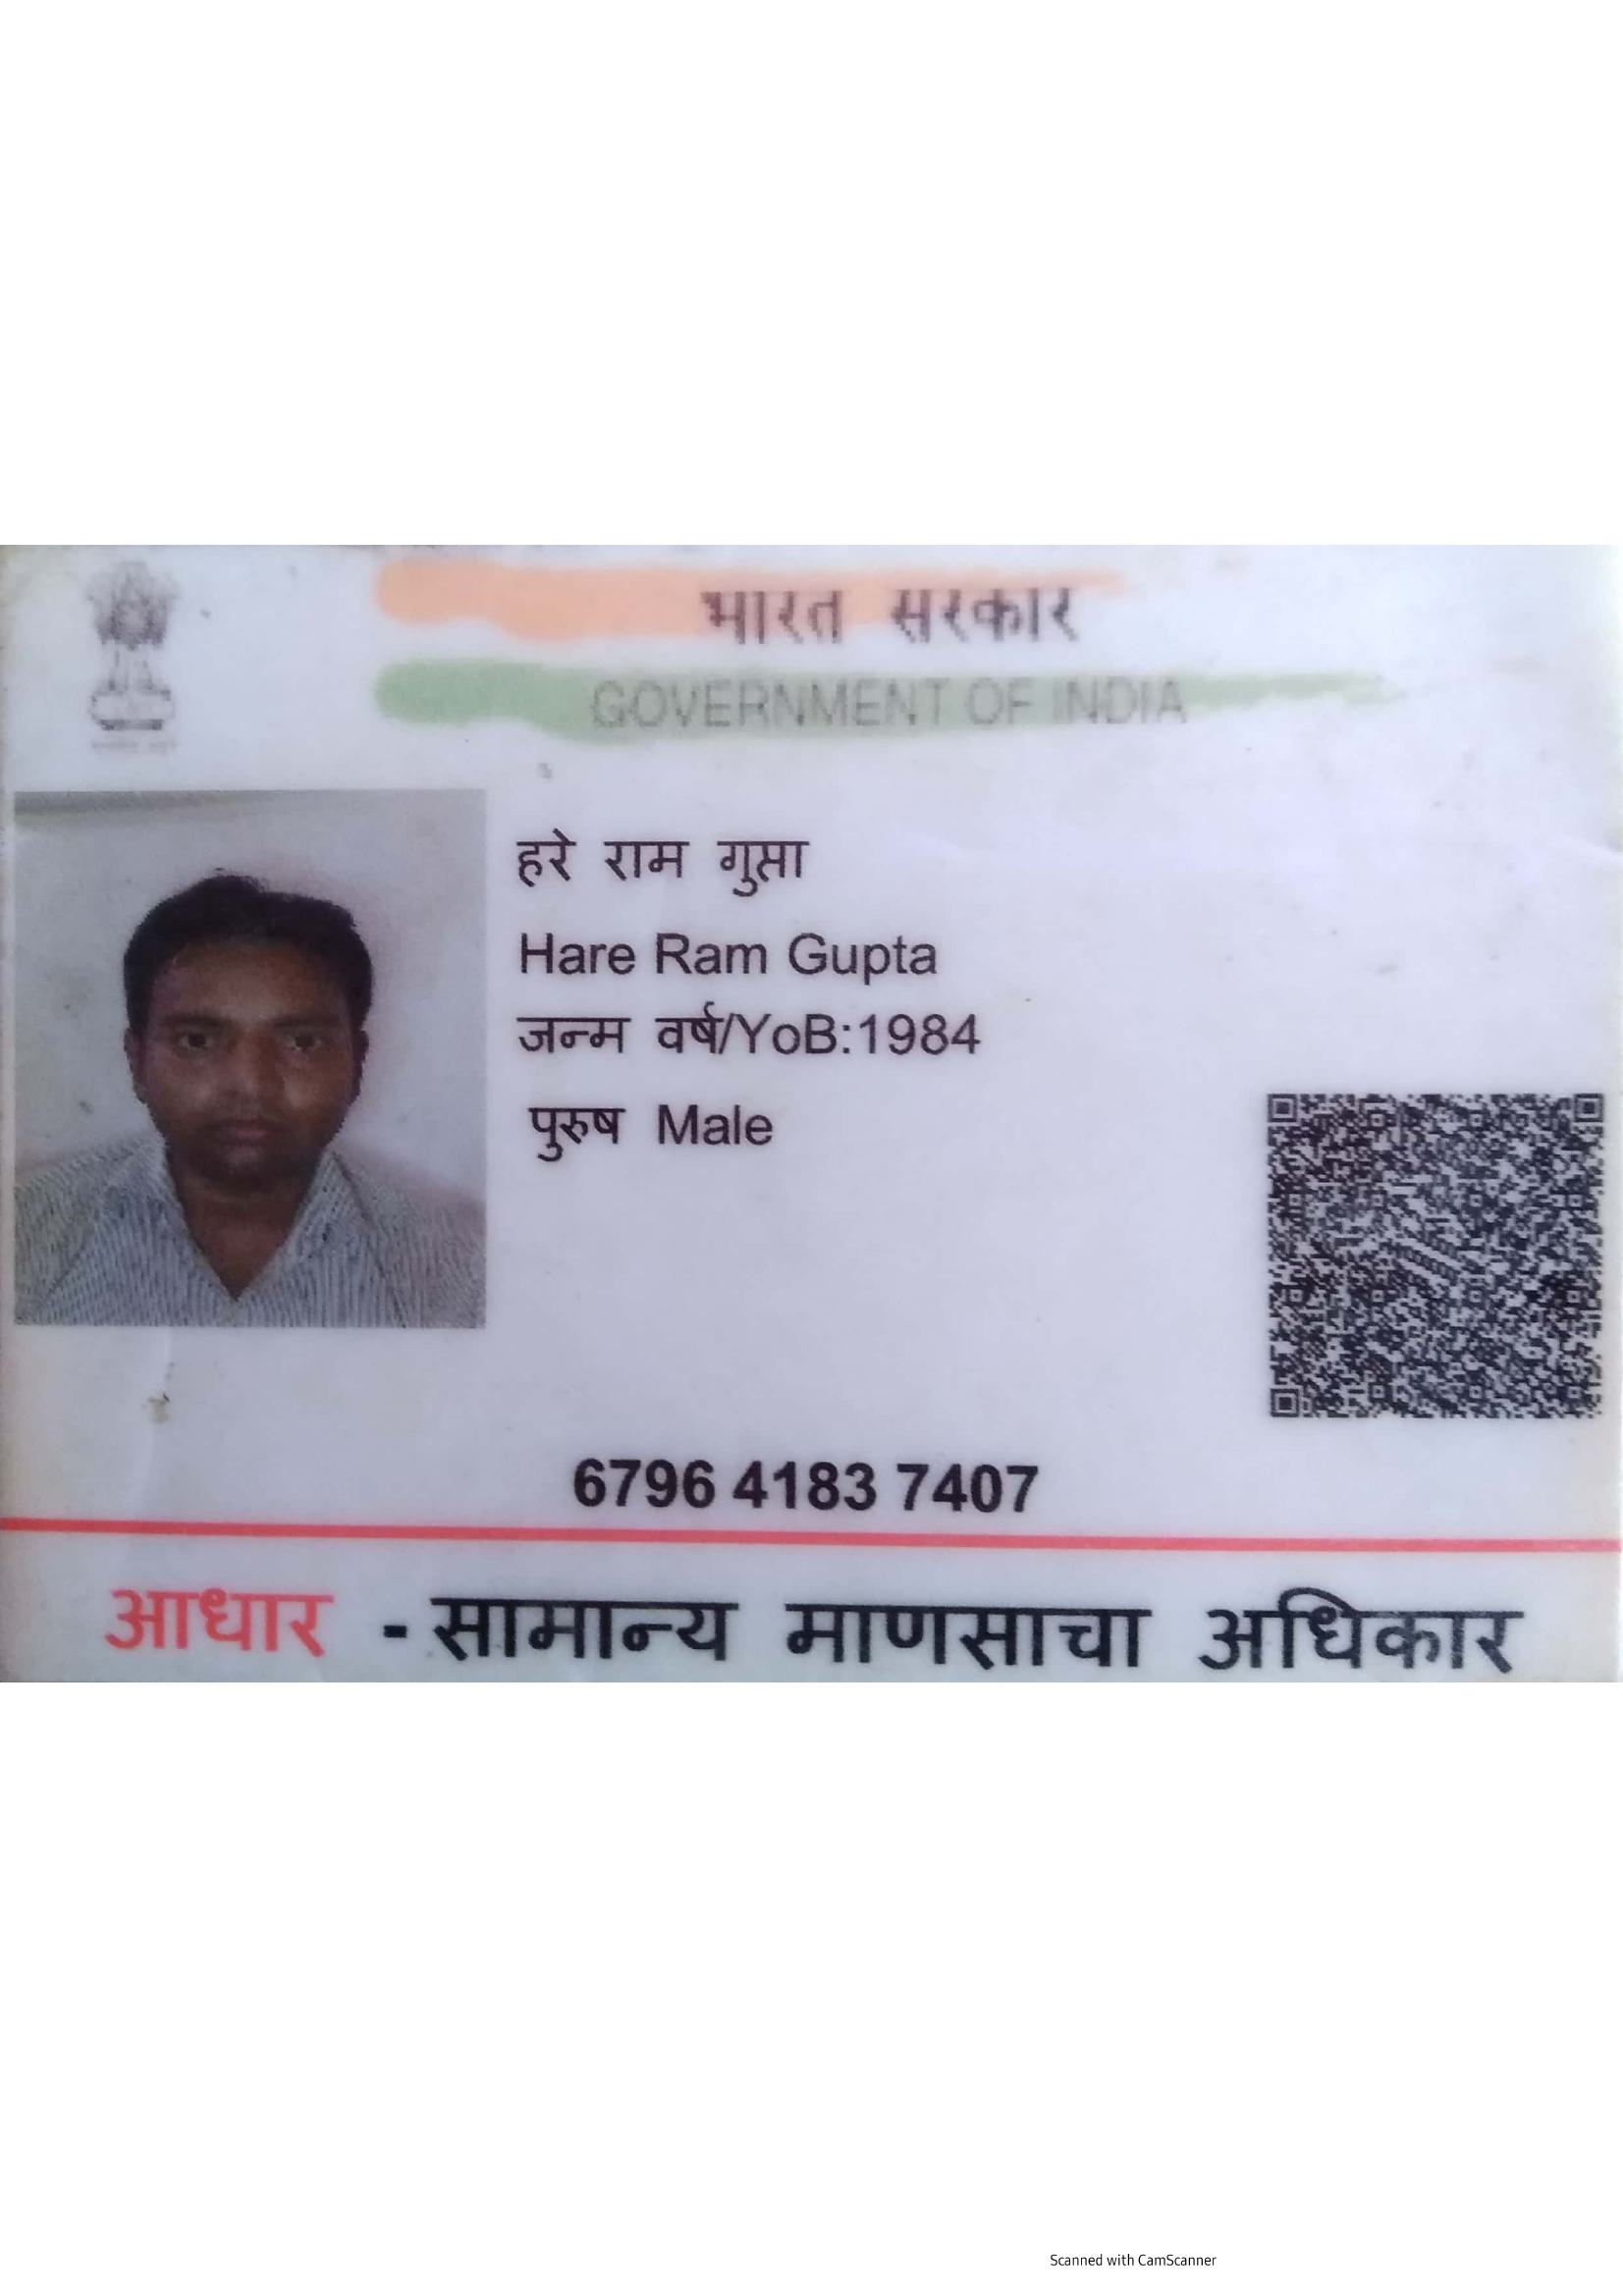 भारत सरकार
GOVERNMENT OF INDIA
हरे राम गुप्ता
Hare Ram Gupta
जन्म वर्ष/YoB:1984
पुरुष Male
6796 4183 7407
आधार - सामान्य माणसाचा अधिकार
Scanned with CamScanner